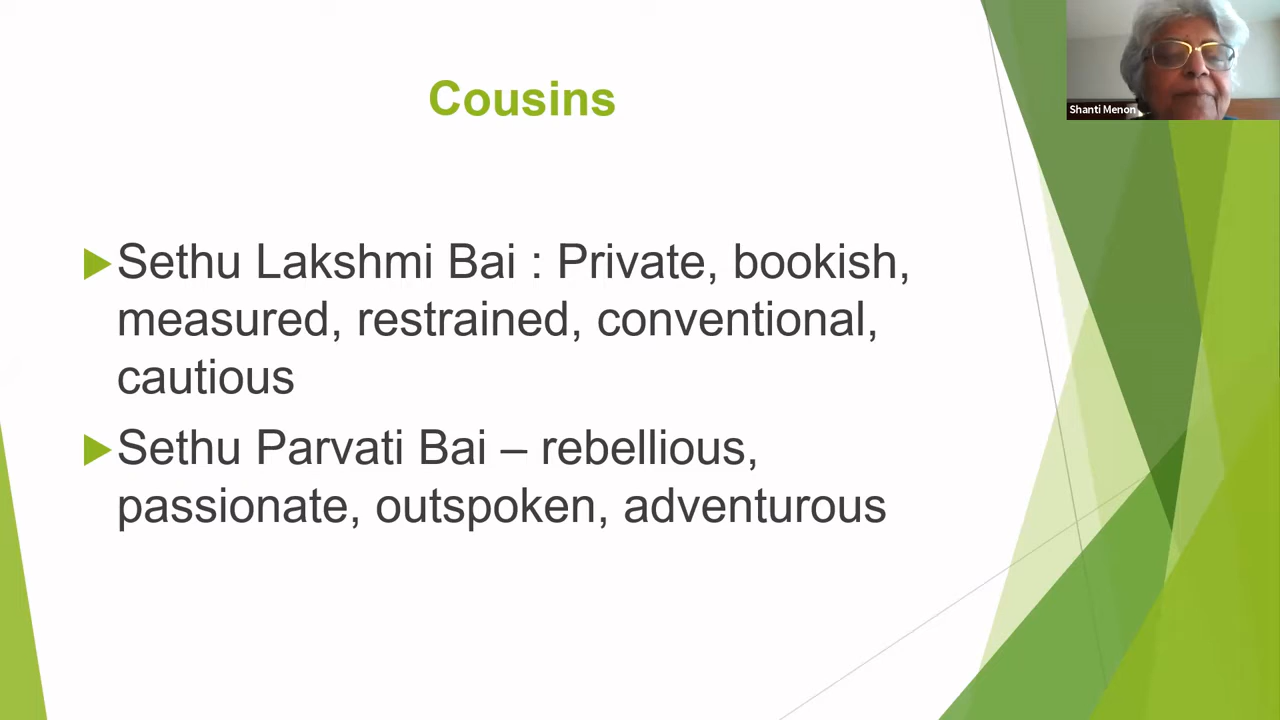 Cousins
Shanti Menon
Sethu Lakshmi Bai : Private, bookish,
measured, restrained, conventional,
cautious
Sethu Parvati Bai – rebellious,
passionate, outspoken, adventurous